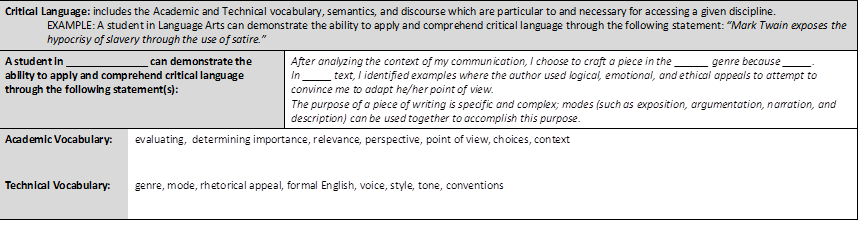 Critical Language: includes the Academic and Technical vocabulary, semantics, and discourse which are particular to and necessary for accessing a given discipline.
EXAMPLE: A student in Language Arts can demonstrate the ability to apply and comprehend critical language through the following statement: “Mark Twain exposes the
hypocrisy of slavery through the use of satire.”
A student in ________________ can demonstrate the
ability to apply and comprehend critical language
through the following statement(s):
After analyzing the context of my communication, I choose to craft a piece in the ______ genre because _____.
In _____ text, I identified examples where the author used logical, emotional, and ethical appeals to attempt to
convince me to adapt he/her point of view.
The purpose of a piece of writing is specific and complex; modes (such as exposition, argumentation, narration, and
description) can be used together to accomplish this purpose.
Academic Vocabulary: evaluating, determining importance, relevance, perspective, point of view, choices, context
Technical Vocabulary: genre, mode, rhetorical appeal, formal English, voice, style, tone, conventions